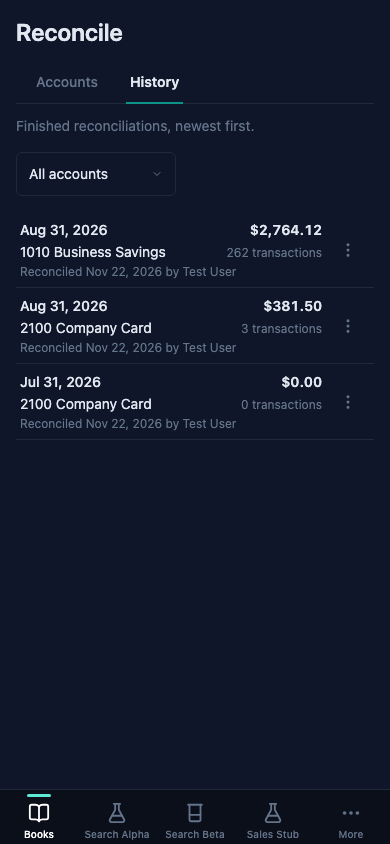 Reconcile
Accounts History
Finished reconciliations, newest first.
All accounts
Aug 31, 2026 $2,764.12
1010 Business Savings 262 transactions
Reconciled Nov 22, 2026 by Test User
Aug 31, 2026 $381.50
2100 Company Card 3 transactions
Reconciled Nov 22, 2026 by Test User
Jul 31, 2026 $0.00
2100 Company Card 0 transactions
Reconciled Nov 22, 2026 by Test User
Books Search Alpha Search Beta Sales Stub More